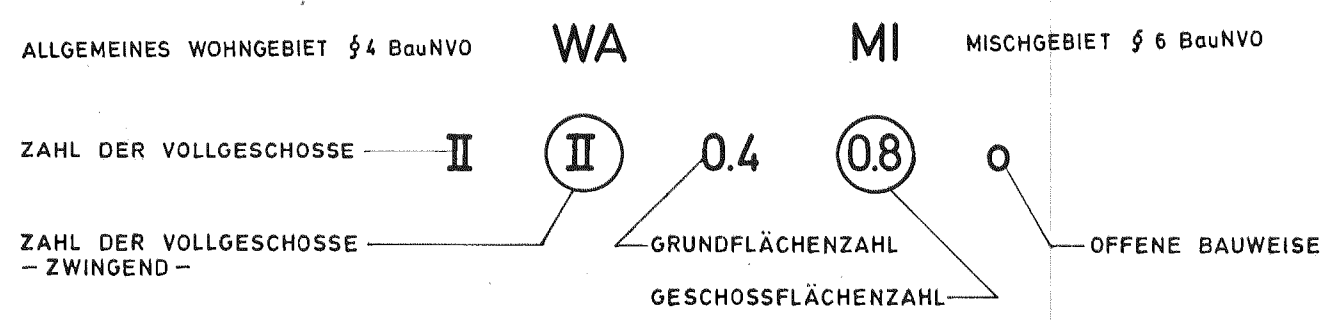 ALLGEMEINES WOHNGEBIET § 4 BauNVO WA MI MISCHGEBIET § 6 BauNVO
ZAHL DER VOLLGESCHOSSE II II 0.4 0.8 o
ZAHL DER VOLLGESCHOSSE GRUNDFLÄCHENZAHL OFFENE BAUWEISE
– ZWINGEND –
GESCHOSSFLÄCHENZAHL